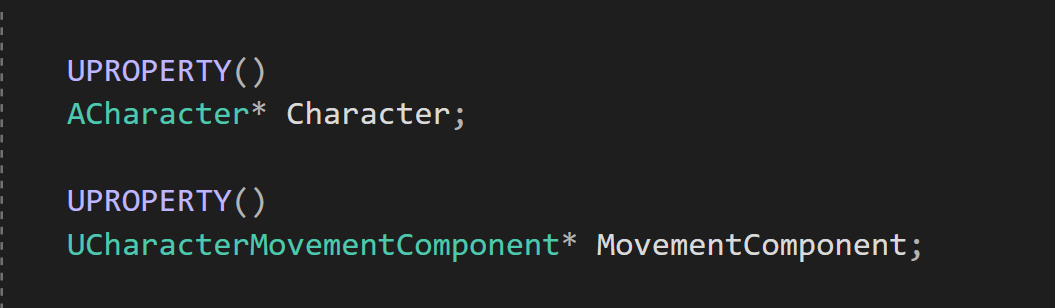 UPROPERTY()
ACharacter* Character;
UPROPERTY()
UCharacterMovementComponent* MovementComponent;